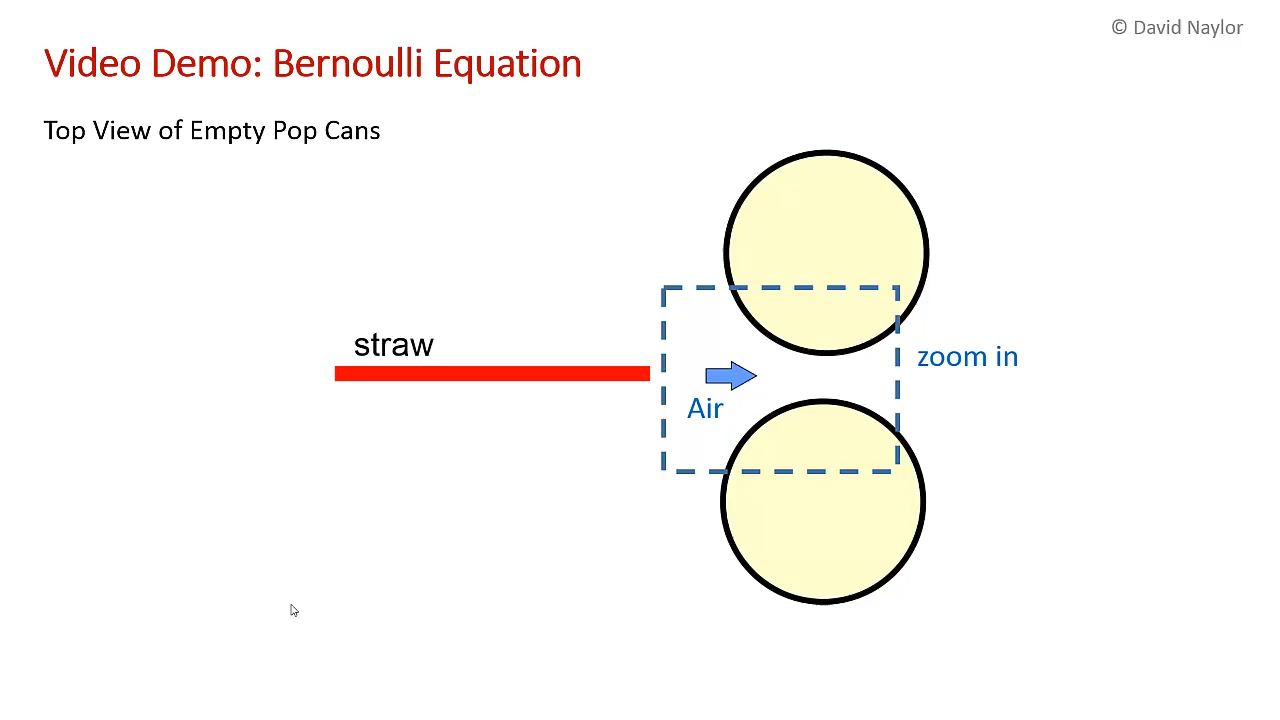 © David Naylor
Video Demo: Bernoulli Equation
Top View of Empty Pop Cans
straw
zoom in
Air